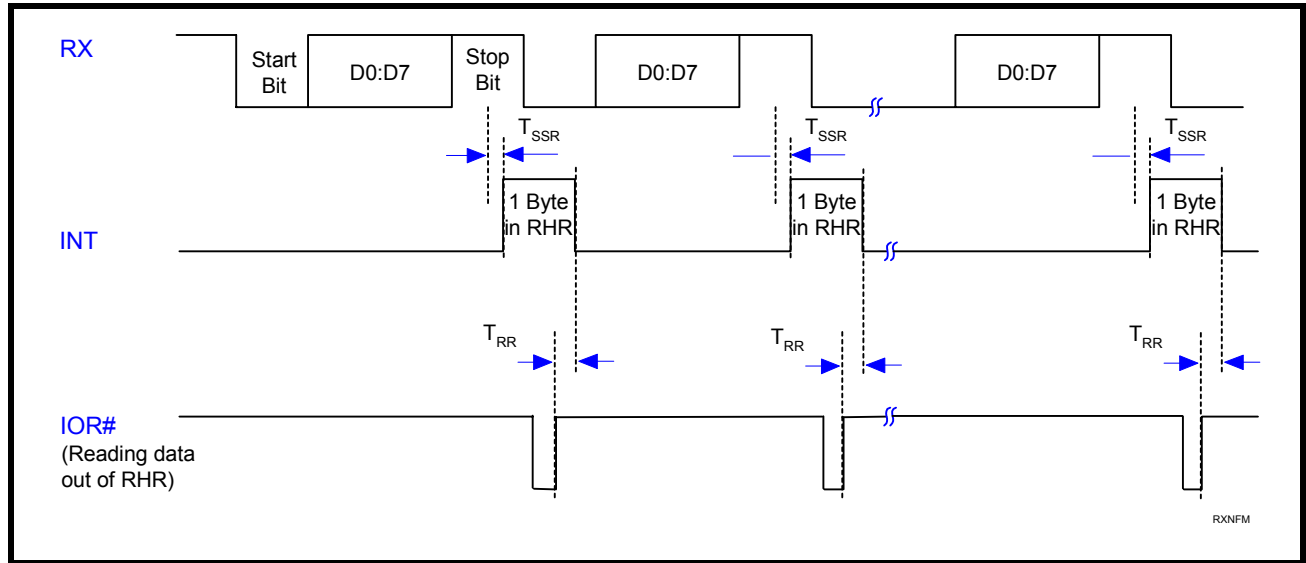 RX
Start
Bit
D0:D7
Stop
Bit
D0:D7
D0:D7
TSSR
TSSR
TSSR
INT
1 Byte
in RHR
1 Byte
in RHR
1 Byte
in RHR
TRR
TRR
TRR
IOR#
(Reading data
out of RHR)
RXNFM